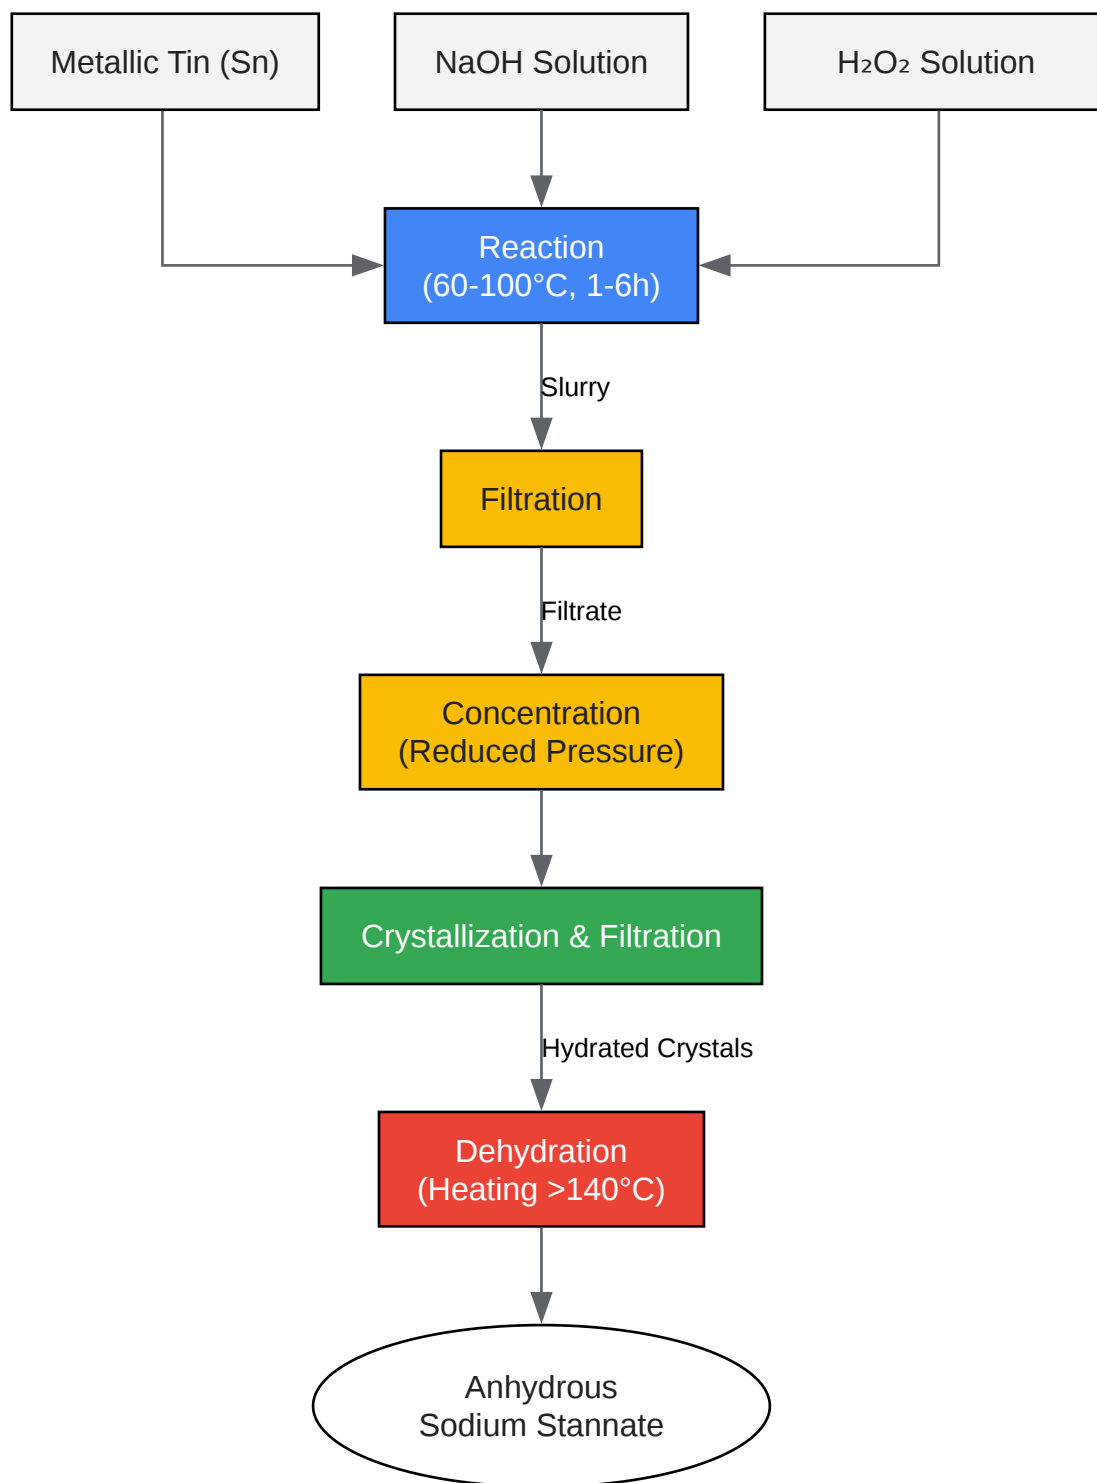 Metallic Tin (Sn)
NaOH Solution
H₂O₂ Solution
Reaction
(60-100°C, 1-6h)
Slurry
Filtration
Filtrate
Concentration
(Reduced Pressure)
Crystallization & Filtration
Hydrated Crystals
Dehydration
(Heating >140°C)
Anhydrous
Sodium Stannate